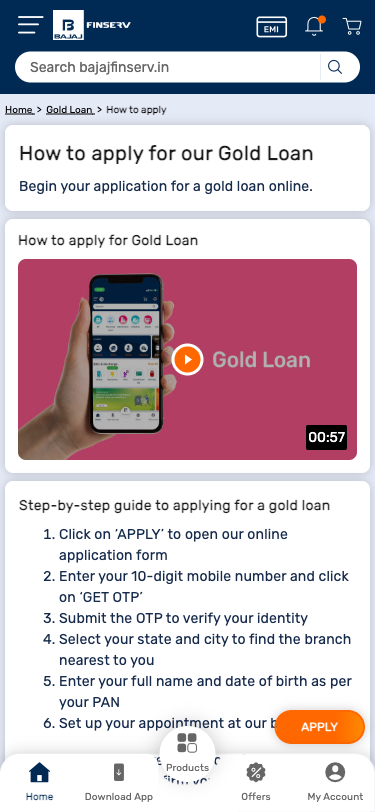 B
BAJAJ
FINSERV
EMI
Search bajajfinserv.in
Home > Gold Loan > How to apply
How to apply for our Gold Loan
Begin your application for a gold loan online.
How to apply for Gold Loan
Gold Loan
00:57
Step-by-step guide to applying for a gold loan
1. Click on ‘APPLY’ to open our online
application form
2. Enter your 10-digit mobile number and click
on ‘GET OTP’
3. Submit the OTP to verify your identity
4. Select your state and city to find the branch
nearest to you
5. Enter your full name and date of birth as per
your PAN
6. Set up your appointment at our
APPLY
Products
Home
Download App
Offers
My Account